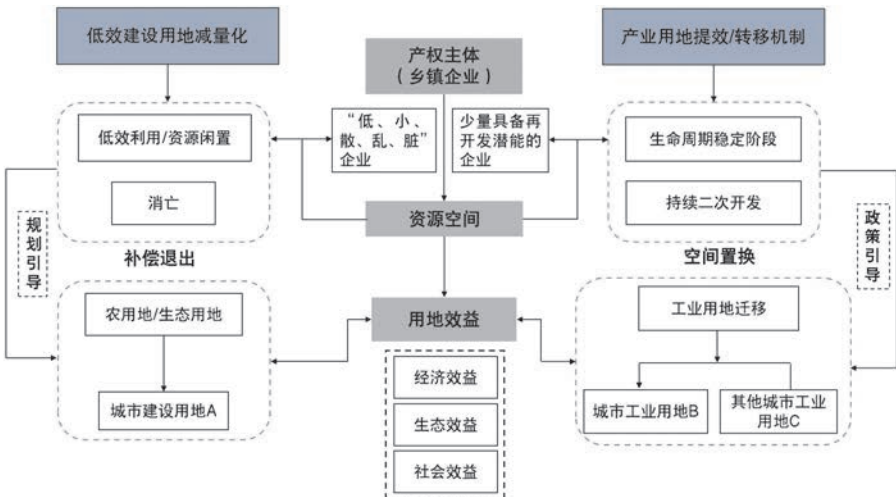 低效建设用地减量化
产权主体
（乡镇企业）
产业用地提效/转移机制
低效利用/资源闲置
“低、小、
散、乱、脏”
企业
少量具备再
开发潜能的
企业
生命周期稳定阶段
消亡
资源空间
持续二次开发
规划引导
补偿退出
空间置换
政策引导
农用地/生态用地
用地效益
工业用地迁移
城市建设用地A
经济效益
生态效益
社会效益
城市工业用地B
其他城市工业
用地C